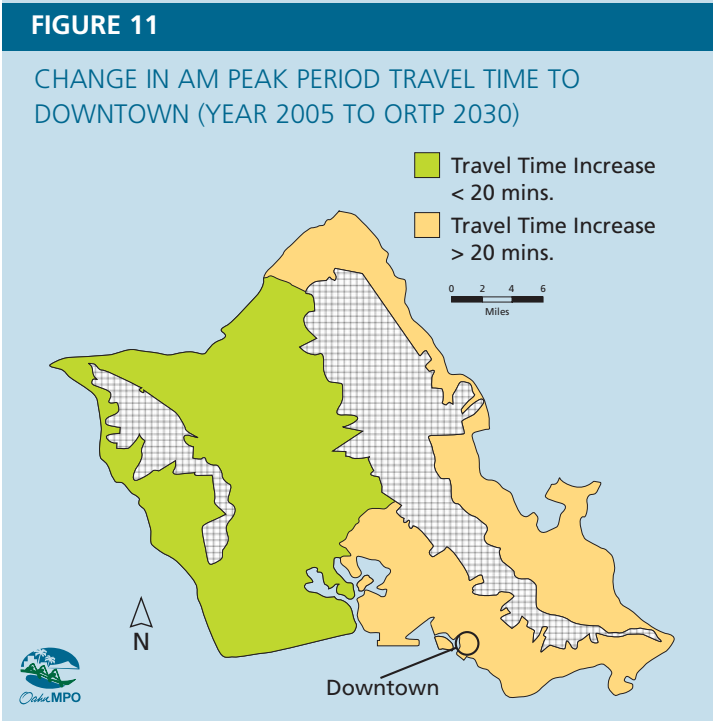 FIGURE 11
CHANGE IN AM PEAK PERIOD TRAVEL TIME TO
DOWNTOWN (YEAR 2005 TO ORTP 2030)
Travel Time Increase
< 20 mins.
Travel Time Increase
> 20 mins.
0 2 4 6
Miles
N
Downtown
OahuMPO